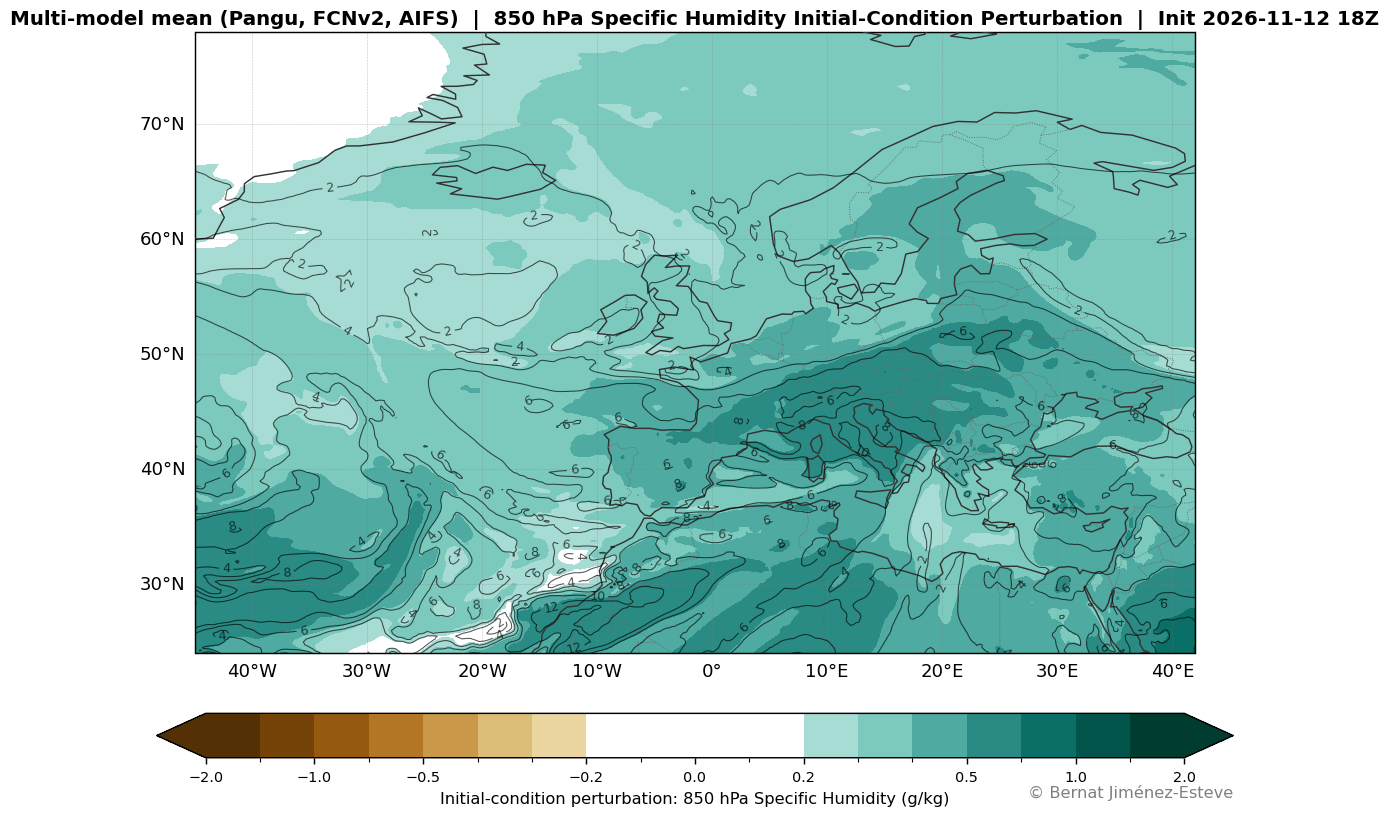 Multi-model mean (Pangu, FCNv2, AIFS) | 850 hPa Specific Humidity Initial-Condition Perturbation | Init 2026-11-12 18Z
70°N
60°N
50°N
40°N
30°N
40°W 30°W 20°W 10°W 0° 10°E 20°E 30°E 40°E
−2.0 −1.0 −0.5 −0.2 0.0 0.2 0.5 1.0 2.0
Initial-condition perturbation: 850 hPa Specific Humidity (g/kg)
© Bernat Jiménez-Esteve